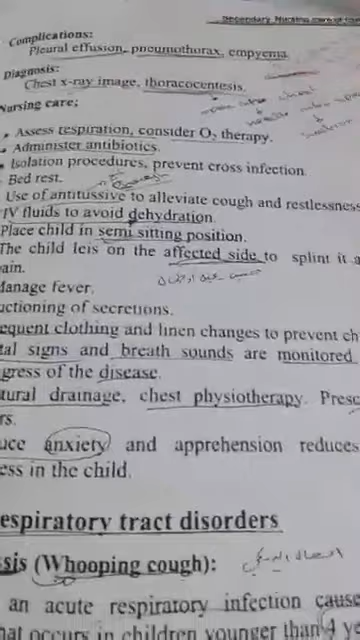 Secondary Nursing care of
Complications:
Pleural effusion, pneumothorax, empyema.
Diagnosis:
Chest x-ray image, thoracocentesis.
Nursing care;
Assess respiration, consider O₂ therapy.
Administer antibiotics.
Isolation procedures, prevent cross infection.
Bed rest.
Use of antitussive to alleviate cough and restlessness
IV fluids to avoid dehydration.
Place child in semi sitting position.
The child leis on the affected side to splint it a
ain.
Manage fever.
uctioning of secretions.
equent clothing and linen changes to prevent ch
tal signs and breath sounds are monitored
gress of the disease.
tural drainage, chest physiotherapy. Presc
rs.
uce anxiety and apprehension reduces
ess in the child.
espiratory tract disorders
sis (Whooping cough):
an acute respiratory infection cause
hat occurs in children younger than 4 ye